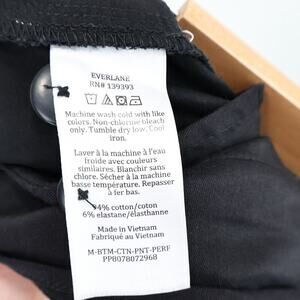 EVERLANE
RN# 139393
Machine wash cold with like
colors. Non-chlorine bleach
only. Tumble dry low. Cool
iron.
Laver à la machine à l'eau
froide avec couleurs
similaires. Blanchir sans
chlore. Sécher à la machine
basse température. Repasser
à fer bas.
94% cotton/coton
6% elastane/élasthanne
Made in Vietnam
Fabriqué au Vietnam
M-BTM-CTN-PNT-PERF
PP8078072968